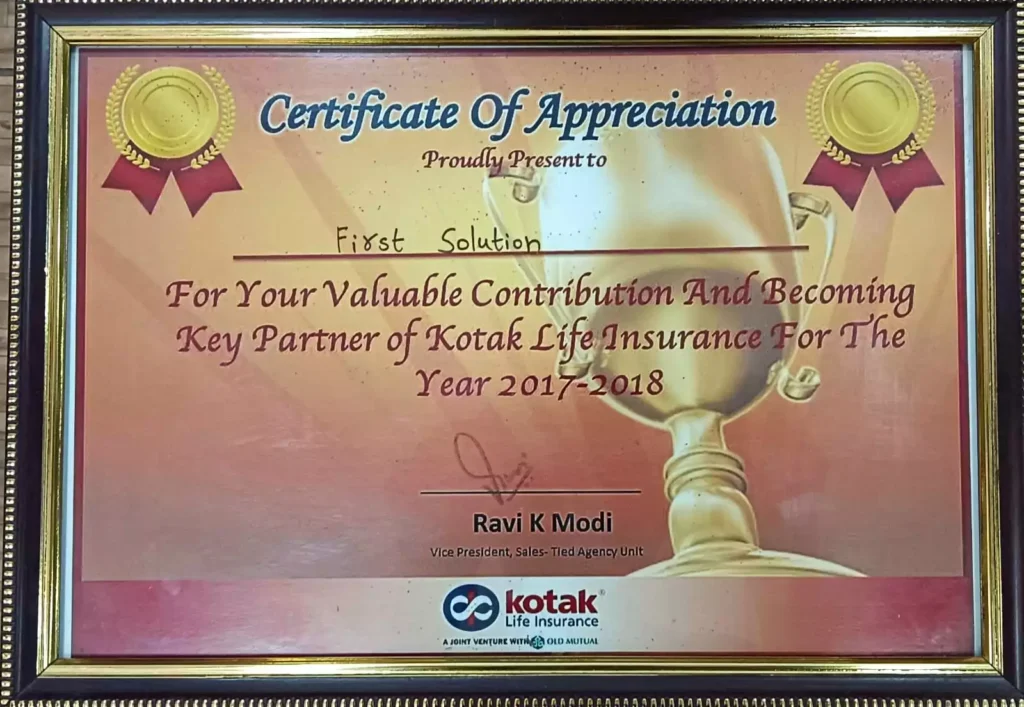 Certificate Of Appreciation
Proudly Present to
First Solution
For Your Valuable Contribution And Becoming
Key Partner of Kotak Life Insurance For The
Year 2017-2018
Ravi K Modi
Vice President, Sales- Tied Agency Unit
kotak®
Life Insurance
A JOINT VENTURE WITH OLD MUTUAL